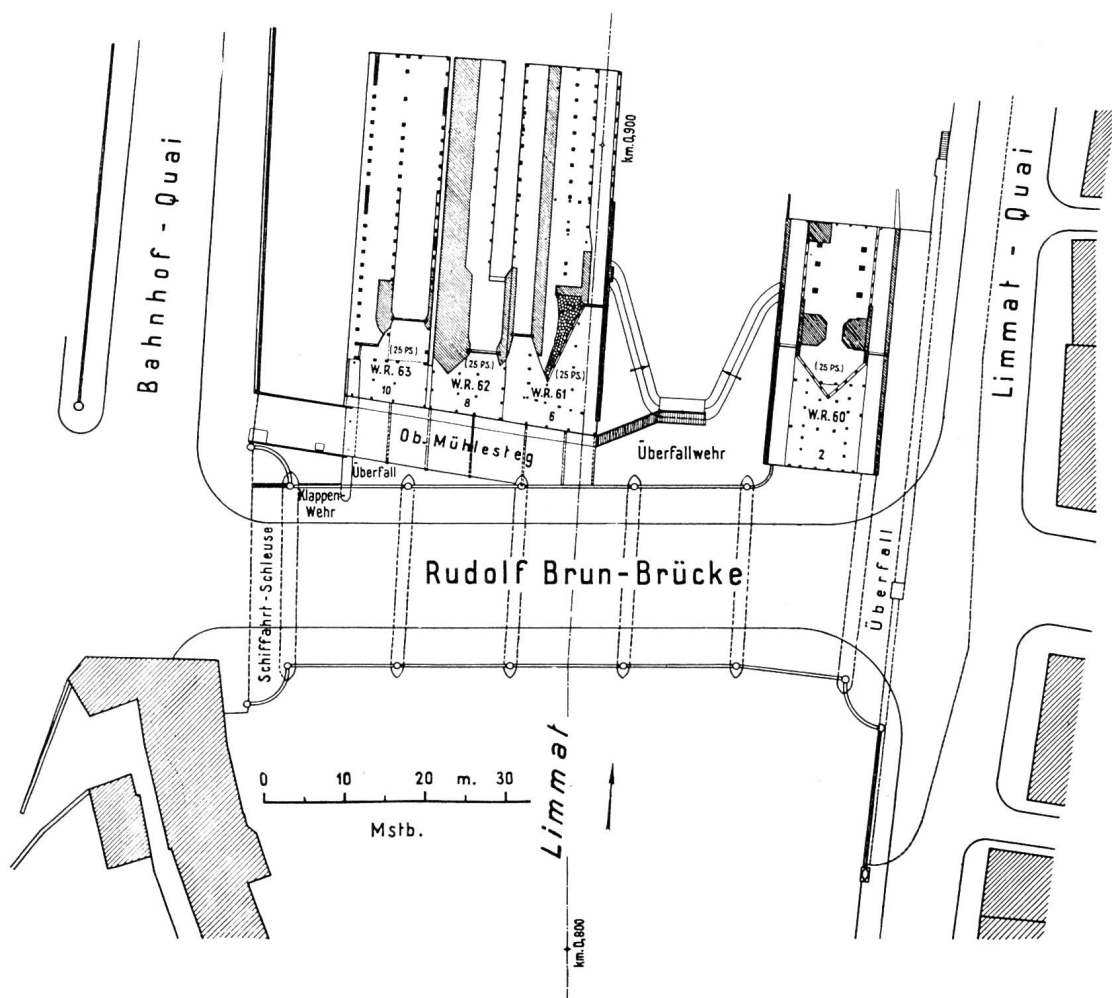 Bahnhof - Quai
km.0,900
Limmat - Quai
(25 PS.)
W.R. 63
10
(25 PS.)
W.R. 62
8
(25 PS.)
W.R. 61
6
(25 PS.)
W.R. 60
2
Ob. Mühlesteg
Überfallwehr
Überfall
Klappen-
Wehr
Schiffahrt-Schleuse
Rudolf Brun-Brücke
Überfall
0 10 20 m. 30
Mstb.
Limmat
km.0,800